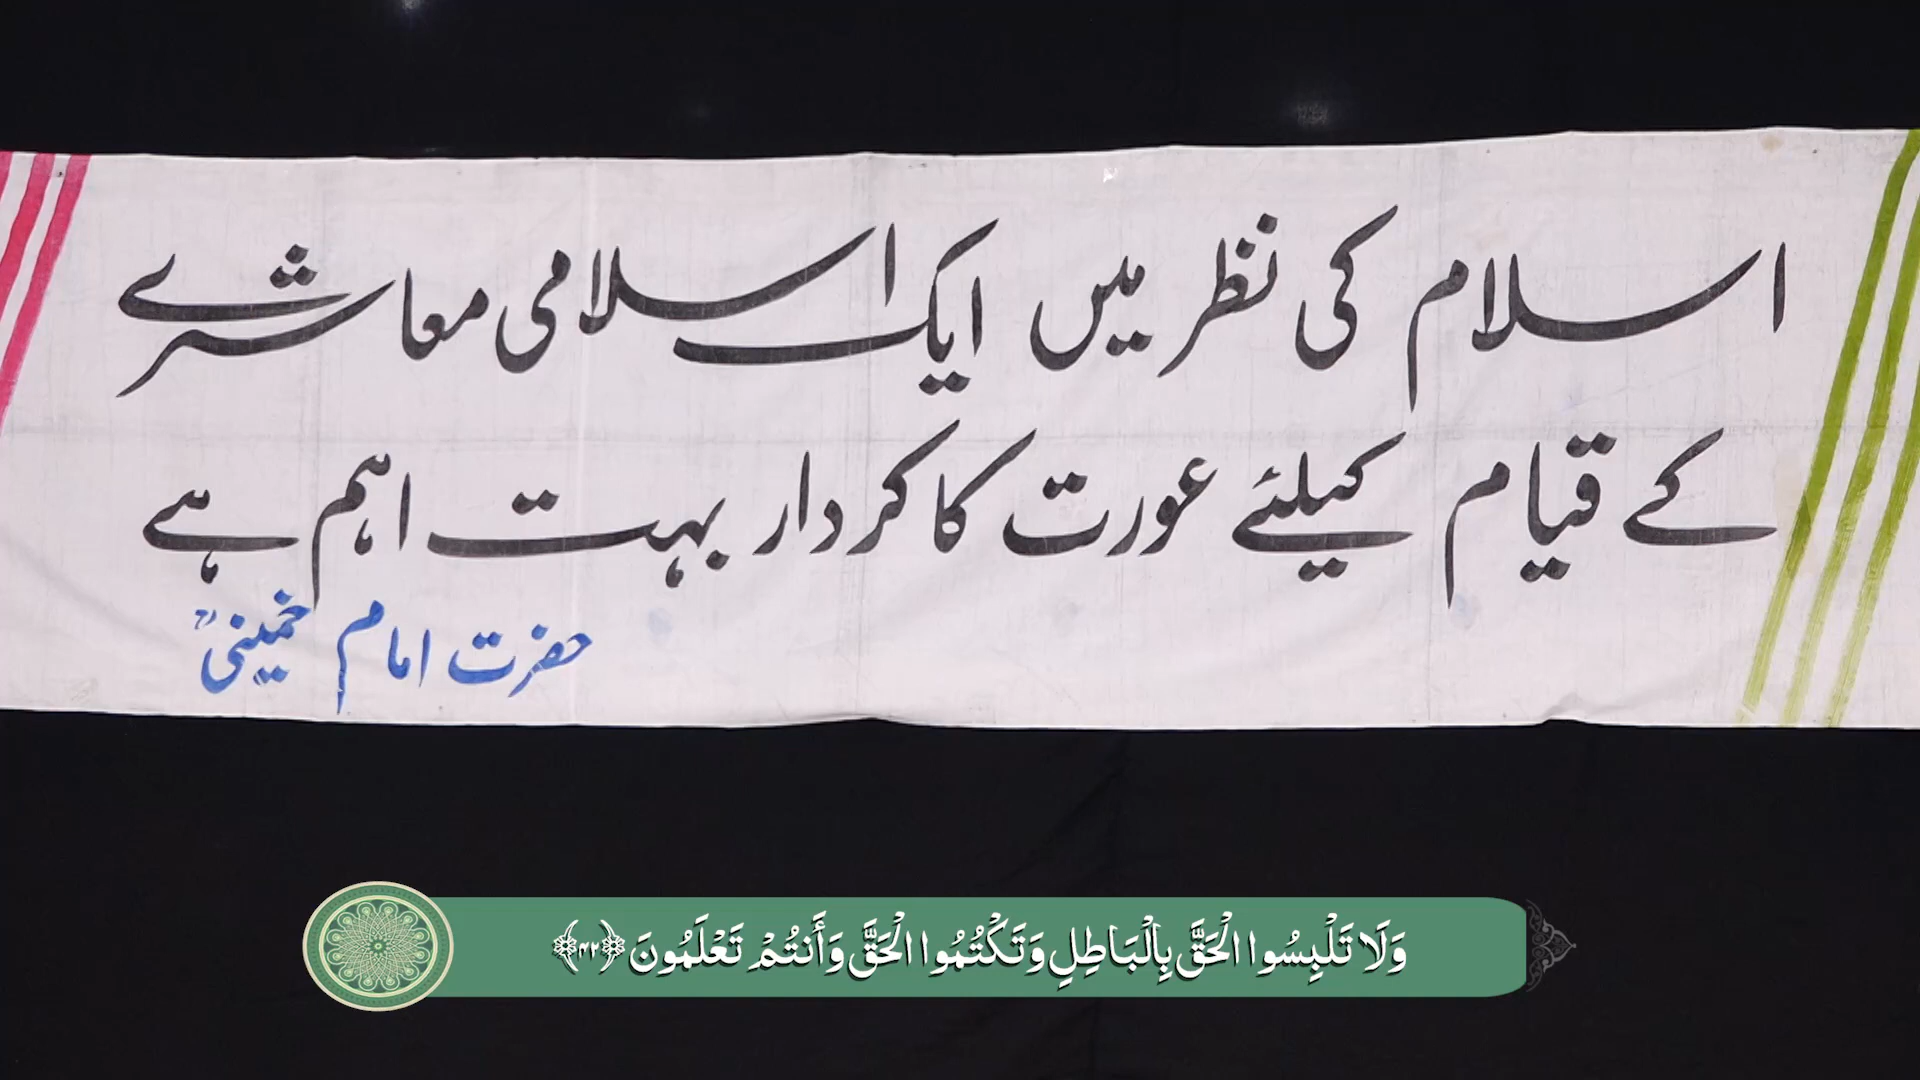 اسلام کی نظر میں ایک اسلامی معاشرے
کے قیام کیلئے عورت کا کردار بہت اہم ہے
حضرت امام خمینیؒ
وَلَا تَلْبِسُوا الْحَقَّ بِالْبَاطِلِ وَتَكْتُمُوا الْحَقَّ وَأَنتُمْ تَعْلَمُونَ ﴿۴۲﴾